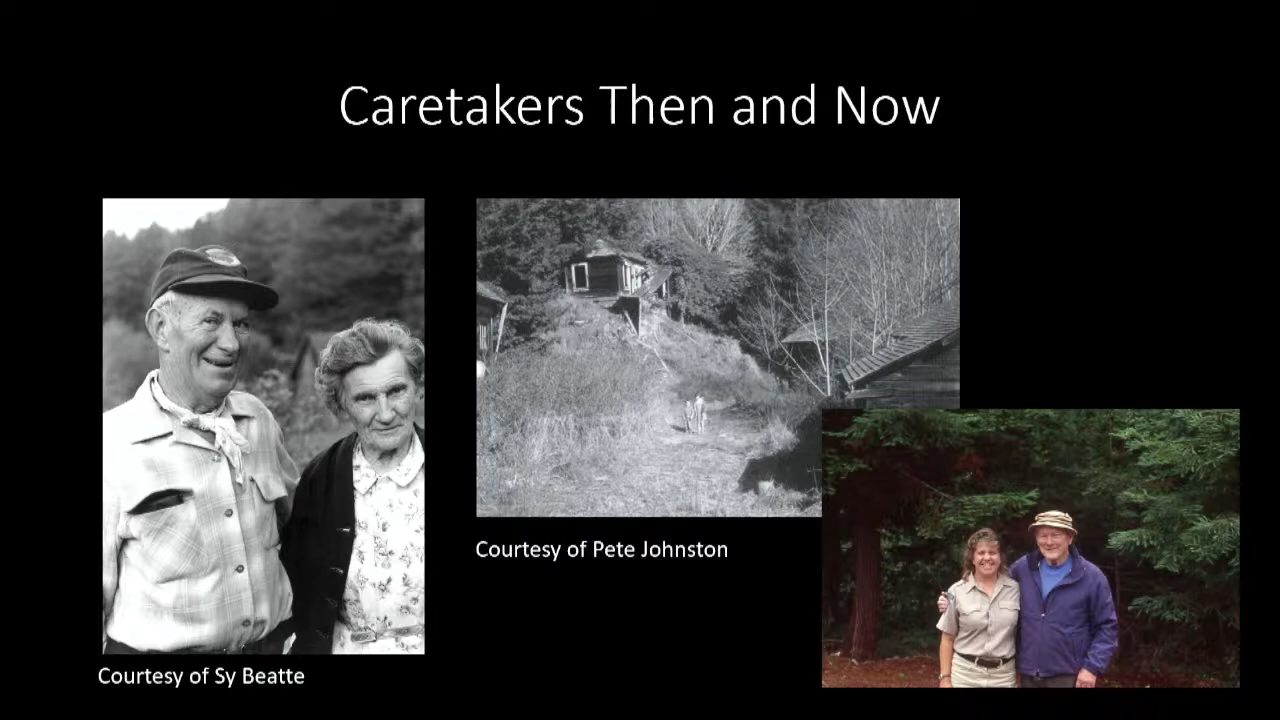 Caretakers Then and Now
Courtesy of Pete Johnston
Courtesy of Sy Beatte